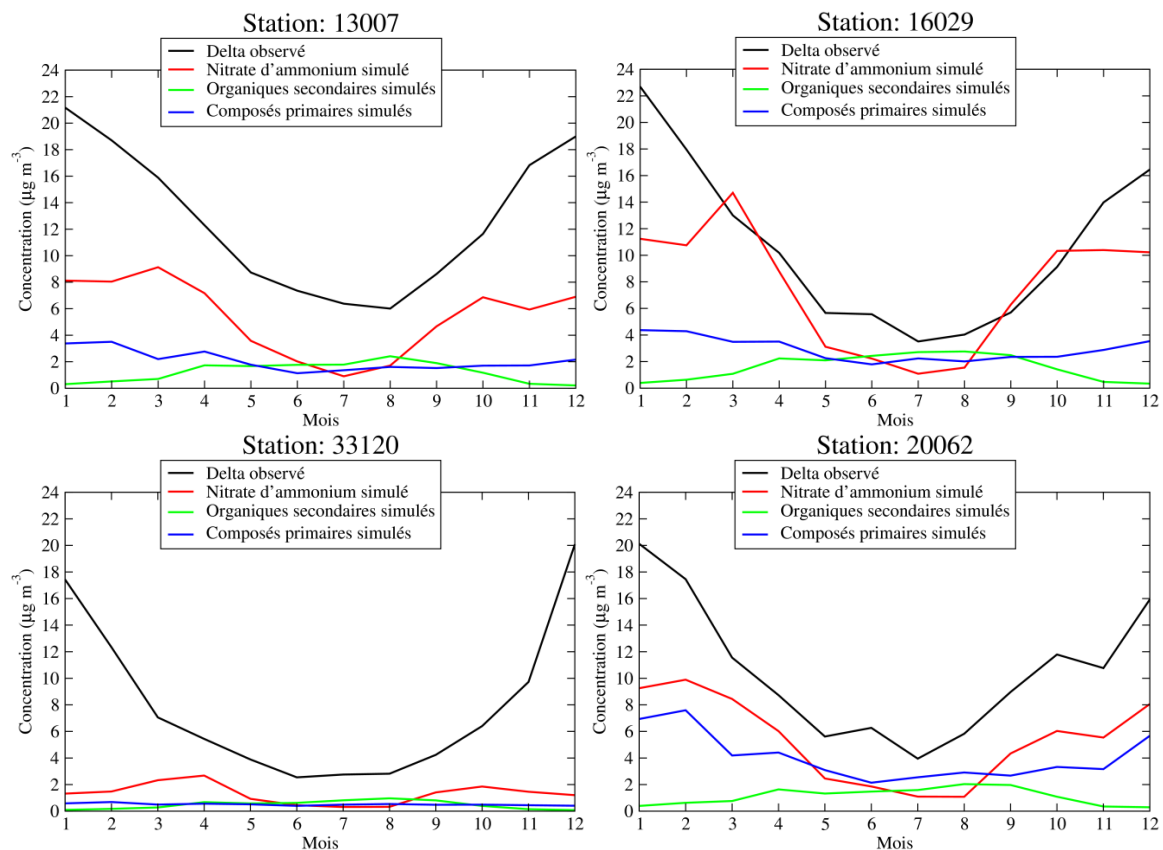 Station: 13007
Delta observé
Nitrate d'ammonium simulé
Organiques secondaires simulés
Composés primaires simulés
24
22
20
18
16
14
12
10
8
6
4
2
0
Concentration (µg m⁻³)
1 2 3 4 5 6 7 8 9 10 11 12
Mois
Station: 16029
Delta observé
Nitrate d'ammonium simulé
Organiques secondaires simulés
Composés primaires simulés
24
22
20
18
16
14
12
10
8
6
4
2
0
Concentration (µg m⁻³)
1 2 3 4 5 6 7 8 9 10 11 12
Mois
Station: 33120
Delta observé
Nitrate d'ammonium simulé
Organiques secondaires simulés
Composés primaires simulés
24
22
20
18
16
14
12
10
8
6
4
2
0
Concentration (µg m⁻³)
1 2 3 4 5 6 7 8 9 10 11 12
Mois
Station: 20062
Delta observé
Nitrate d'ammonium simulé
Organiques secondaires simulés
Composés primaires simulés
24
22
20
18
16
14
12
10
8
6
4
2
0
Concentration (µg m⁻³)
1 2 3 4 5 6 7 8 9 10 11 12
Mois